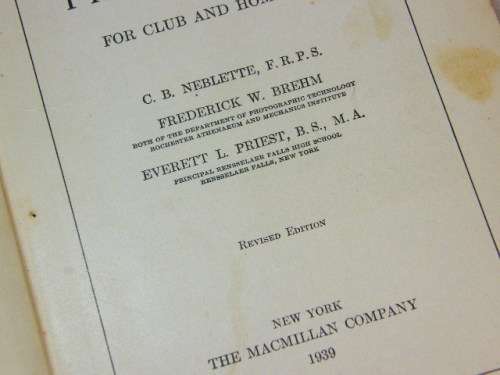 FOR CLUB AND
C. B. NEBLETTE, F.R.P.S.
FREDERICK W. BREHM
BOTH OF THE DEPARTMENT OF PHOTOGRAPHIC TECHNOLOGY
ROCHESTER ATHENAEUM AND MECHANICS INSTITUTE
EVERETT L. PRIEST, B.S., M.A.
PRINCIPAL RENSSELAER FALLS HIGH SCHOOL
RENSSELAER FALLS, NEW YORK
REVISED EDITION
NEW YORK
THE MACMILLAN COMPANY
1939